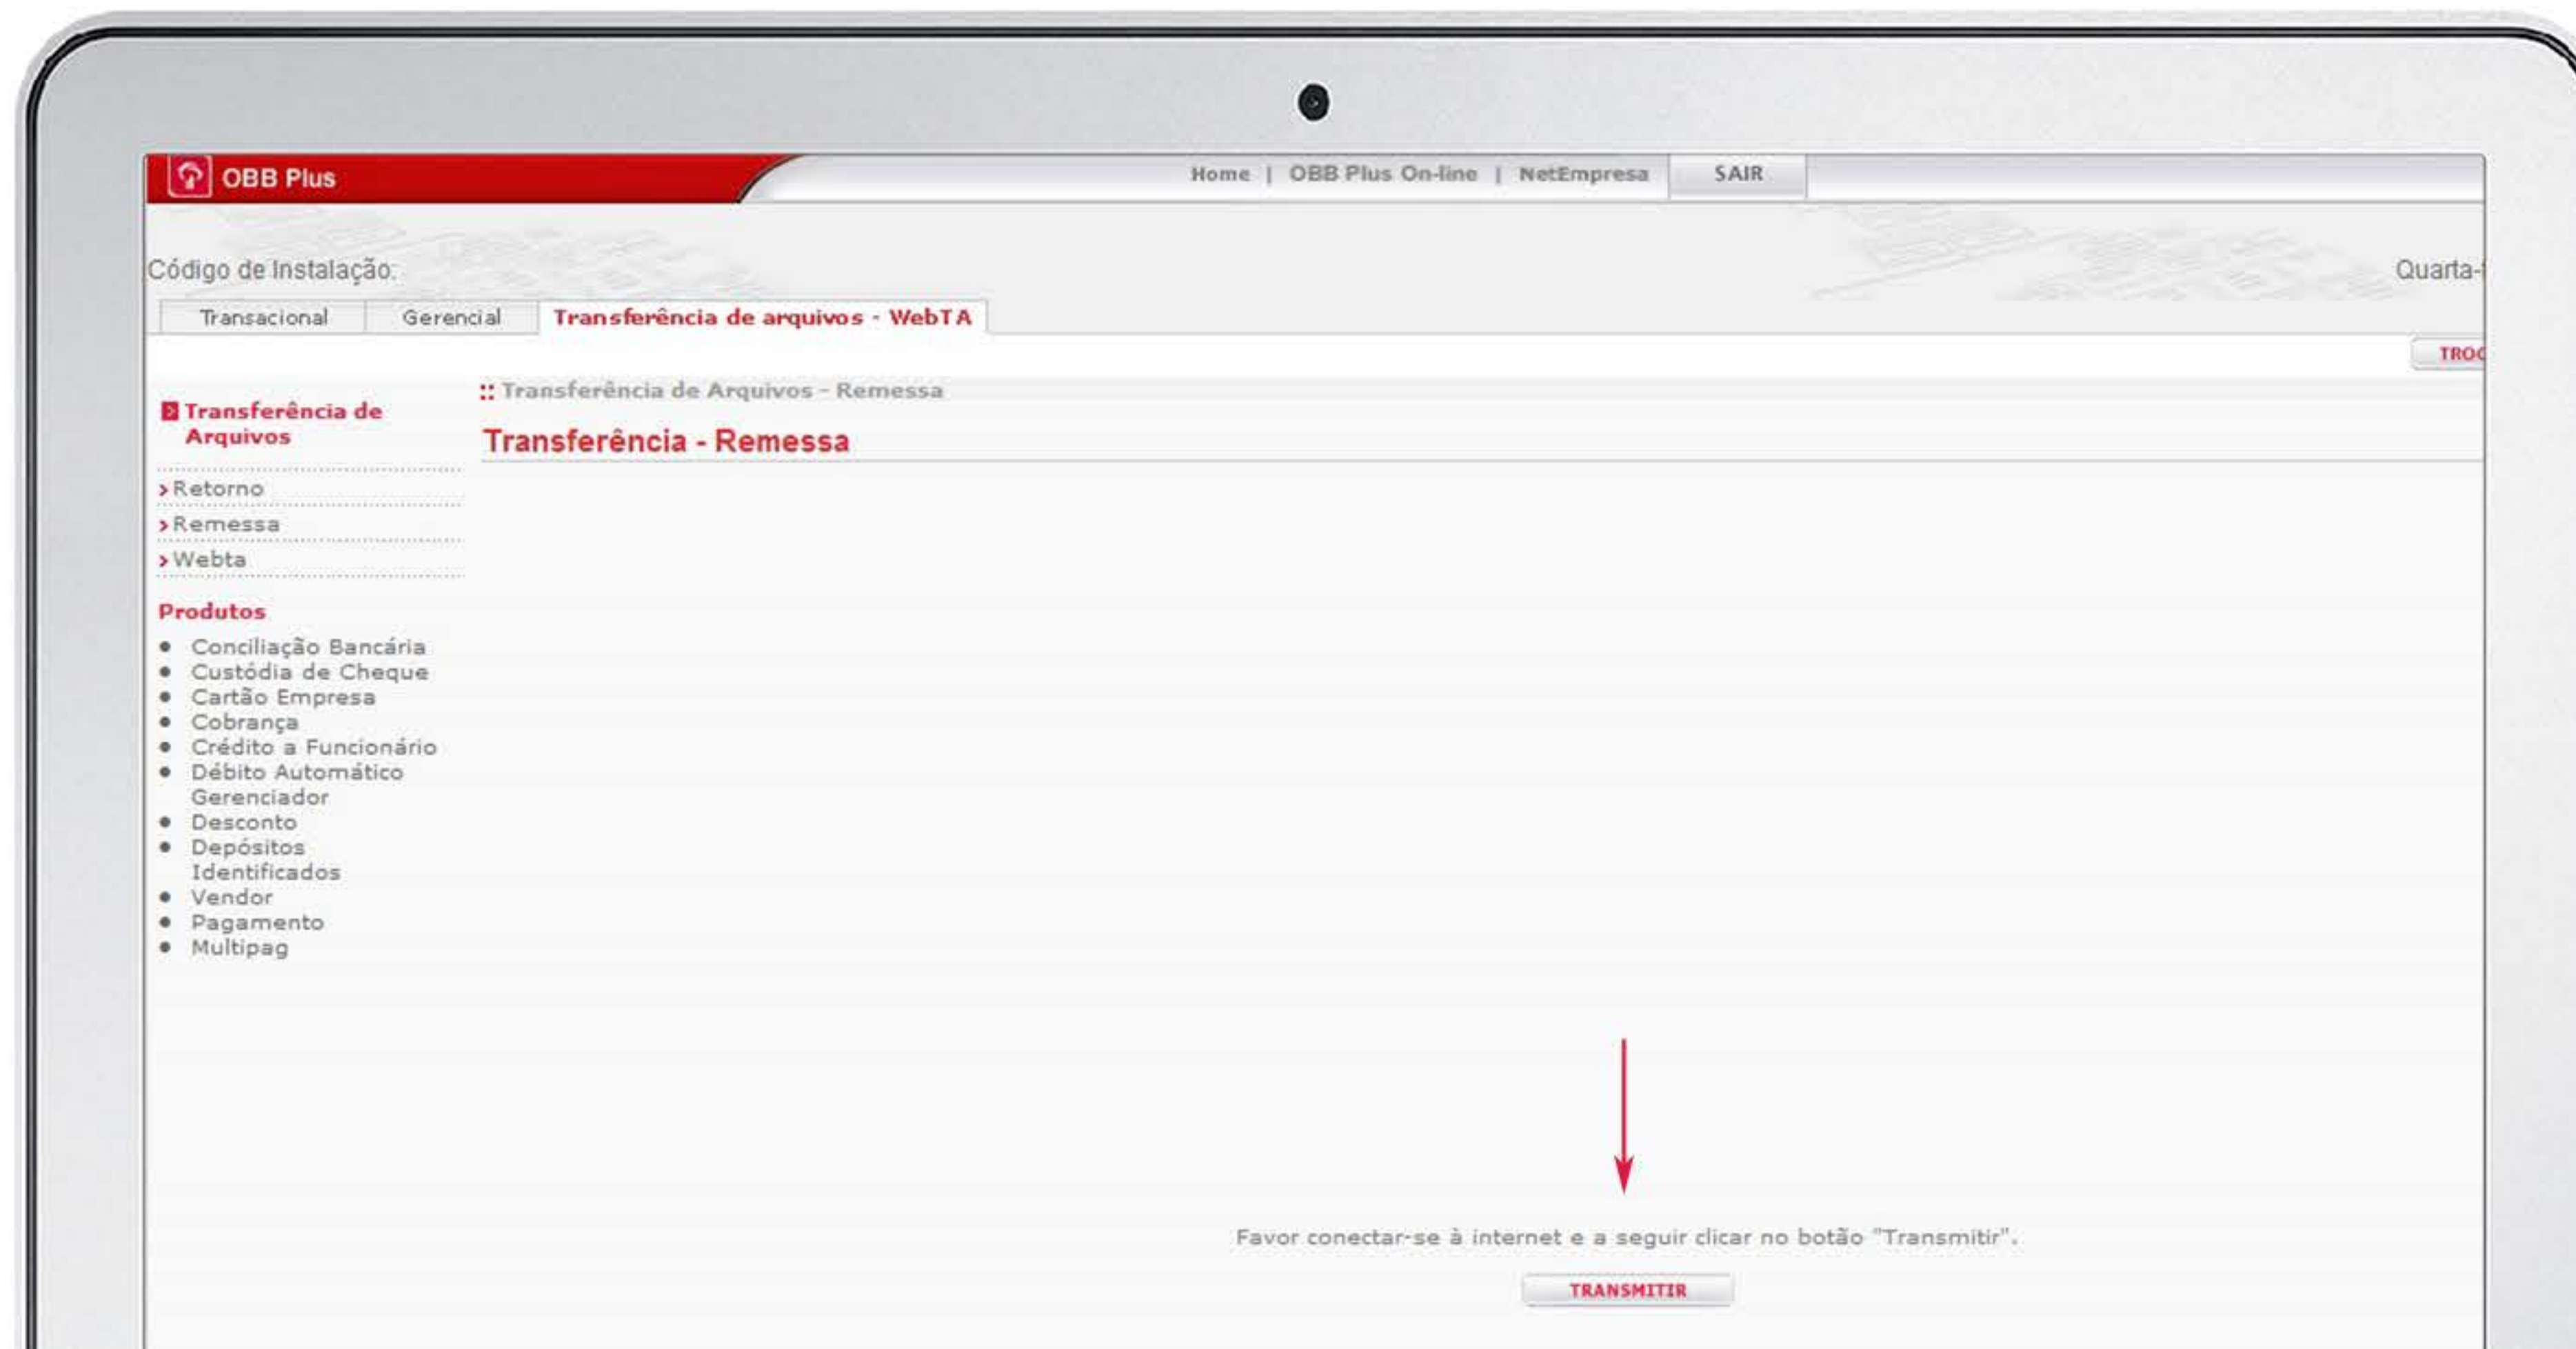 OBB Plus
Home | OBB Plus On-line | NetEmpresa
SAIR
Código de Instalação:
Quarta-
Transacional
Gerencial
Transferência de arquivos - WebTA
:: Transferência de Arquivos - Remessa
Transferência de
Arquivos
Transferência - Remessa
Retorno
Remessa
Webta
Produtos
• Conciliação Bancária
• Custódia de Cheque
• Cartão Empresa
• Cobrança
• Crédito a Funcionário
• Débito Automático
Gerenciador
• Desconto
• Depósitos
Identificados
• Vendor
• Pagamento
• Multipag
Favor conectar-se à internet e a seguir clicar no botão "Transmitir".
TRANSMITIR